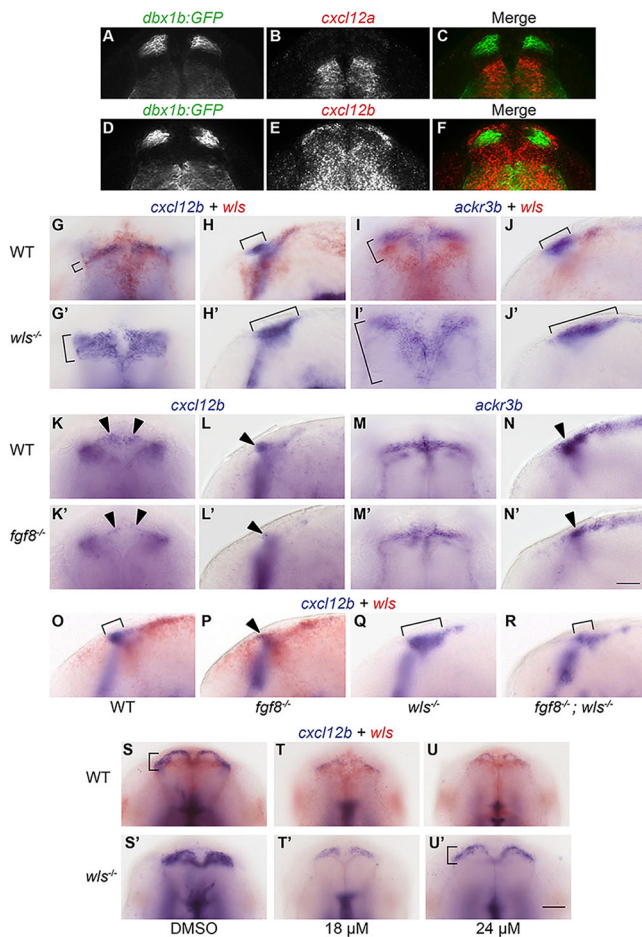 dbx1b:GFP cxcl12a Merge
A B C
dbx1b:GFP cxcl12b Merge
D E F
cxcl12b + wls ackr3b + wls
WT G H I J
wls-/- G' H' I' J'
cxcl12b ackr3b
WT K L M N
fgf8-/- K' L' M' N'
cxcl12b + wls
O P Q R
WT fgf8-/- wls-/- fgf8-/- ; wls-/-
cxcl12b + wls
WT S T U
wls-/- S' T' U'
DMSO 18 µM 24 µM